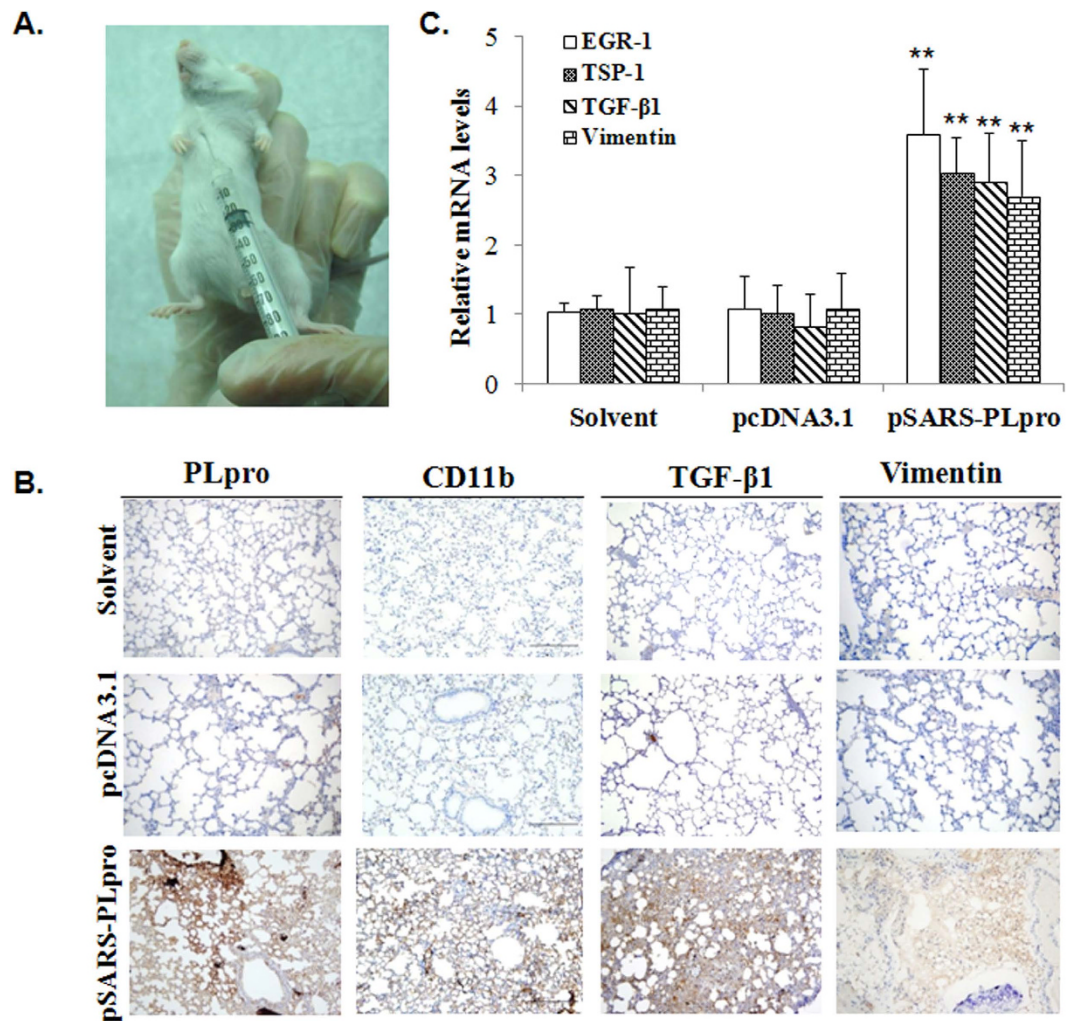 A.
C.
5
4
3
2
1
0
Relative mRNA levels
EGR-1
TSP-1
TGF-β1
Vimentin
**
** ** **
Solvent pcDNA3.1 pSARS-PLpro
B.
PLpro CD11b TGF-β1 Vimentin
Solvent
pcDNA3.1
pSARS-PLpro